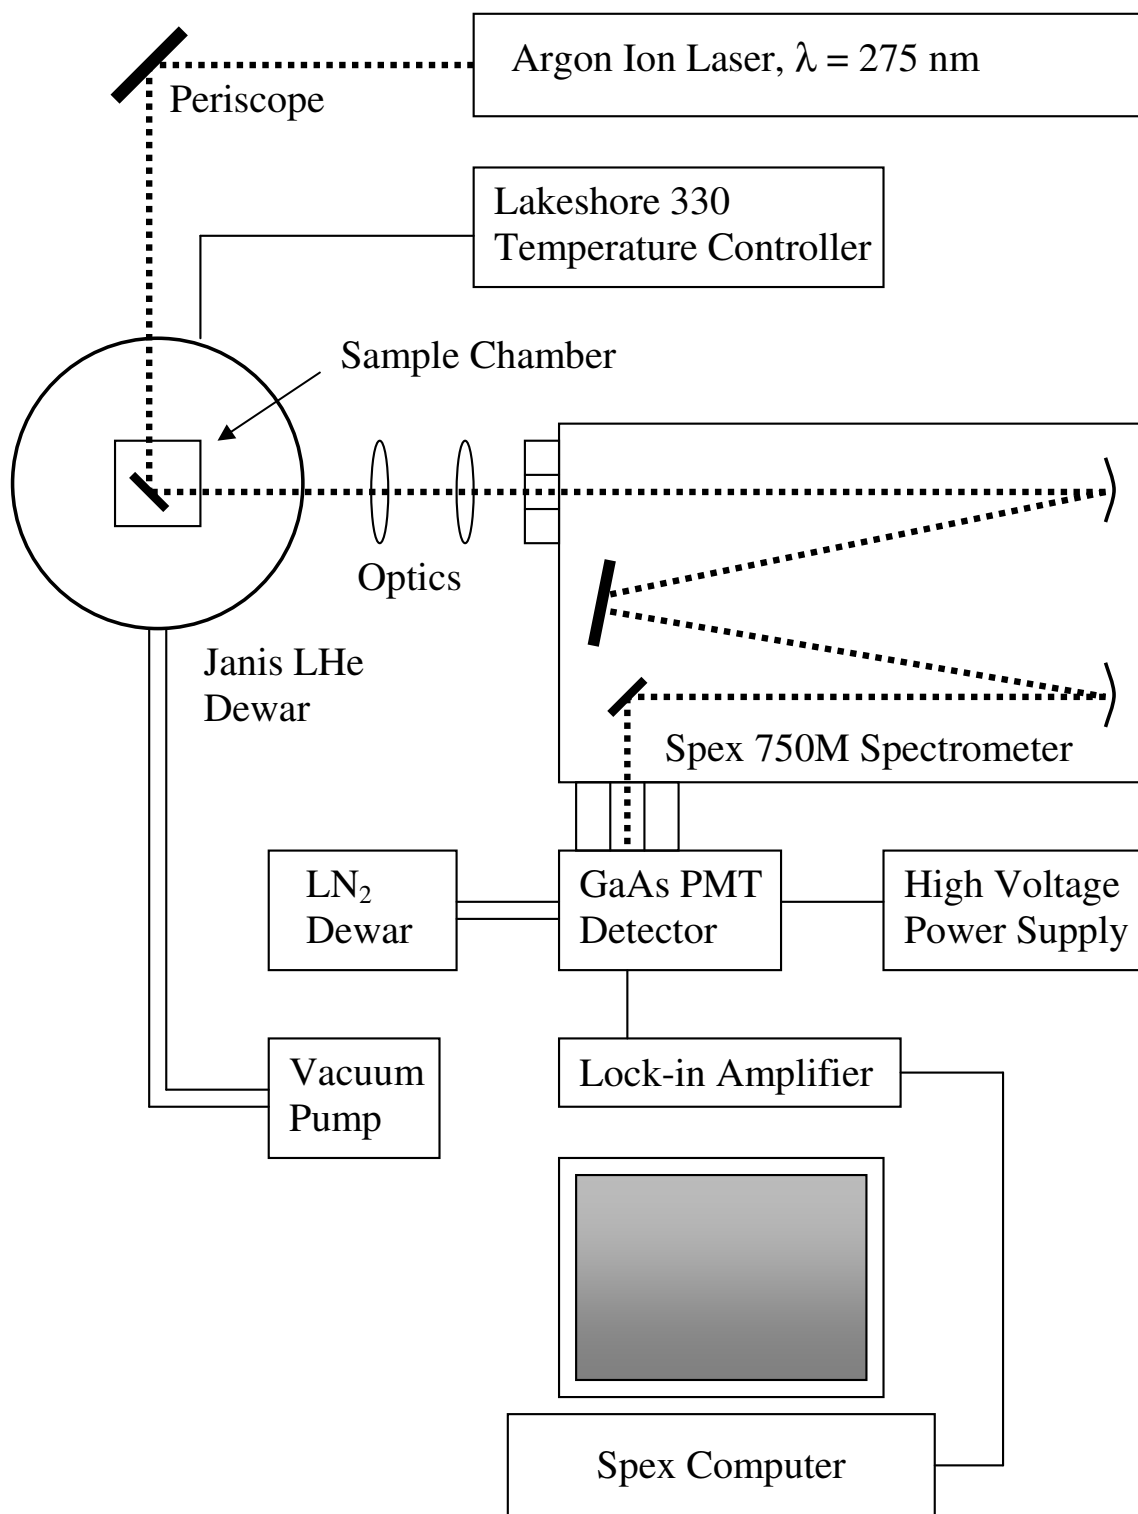 Argon Ion Laser, λ = 275 nm
Periscope
Lakeshore 330
Temperature Controller
Sample Chamber
Optics
Janis LHe
Dewar
Spex 750M Spectrometer
LN₂
Dewar
GaAs PMT
Detector
High Voltage
Power Supply
Vacuum
Pump
Lock-in Amplifier
Spex Computer